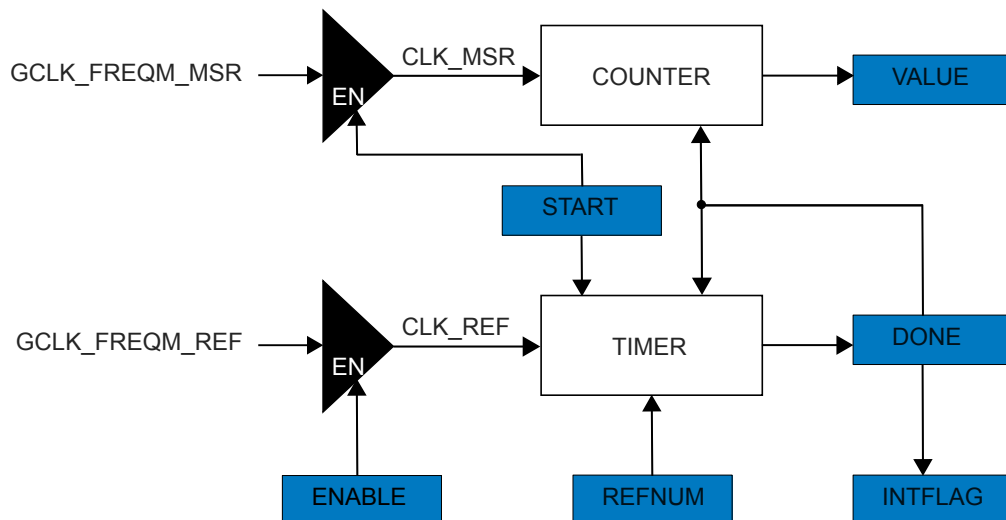 GCLK_FREQM_MSR
EN
CLK_MSR
COUNTER
VALUE
START
GCLK_FREQM_REF
EN
CLK_REF
TIMER
DONE
ENABLE
REFNUM
INTFLAG